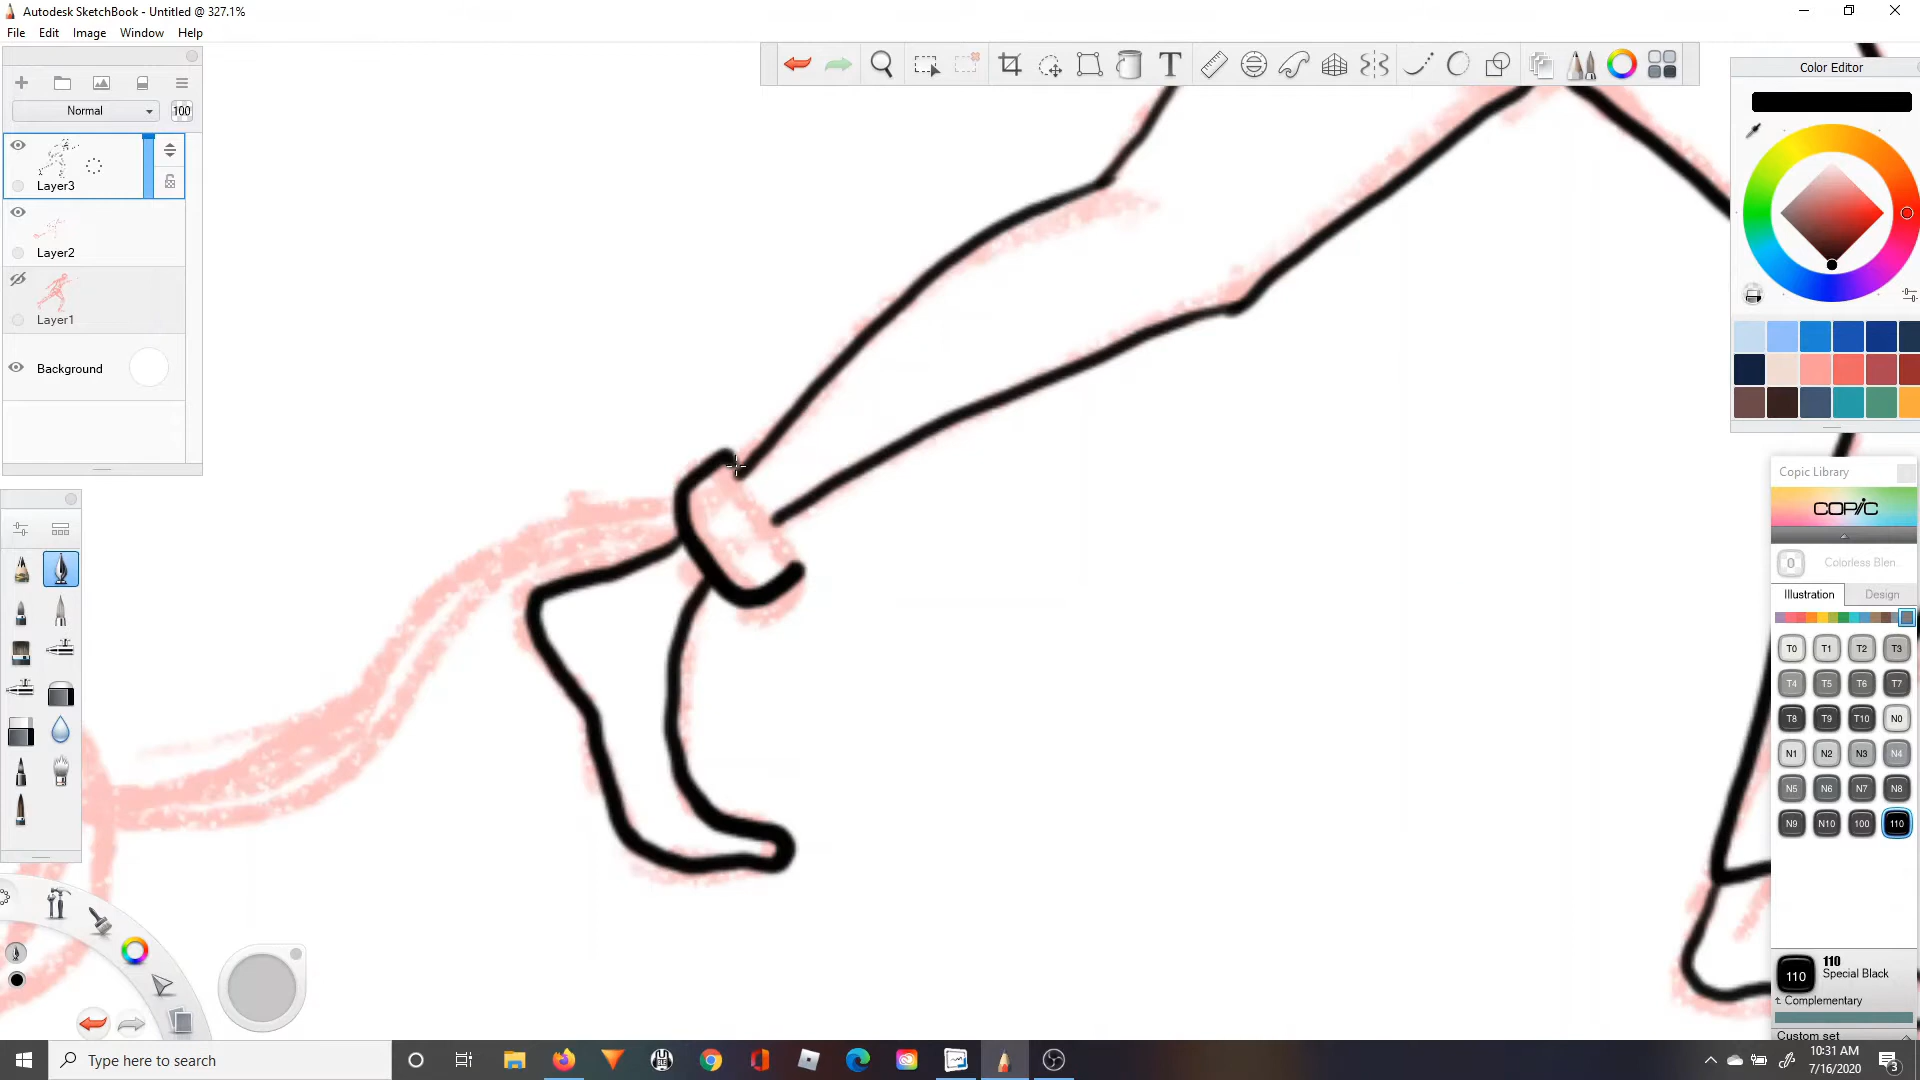 Autodesk SketchBook - Untitled @ 327.1%
File Edit Image Window Help
Normal 100
Layer3
Layer2
Layer1
Background
T
Color Editor
Copic Library
COPIC
0 Colorless Blen..
Illustration Design
T0 T1 T2 T3
T4 T5 T6 T7
T8 T9 T10 N0
N1 N2 N3 N4
N5 N6 N7 N8
N9 N10 100 110
110 110
Special Black
: Complementary
Custom set
Type here to search
10:31 AM
7/16/2020
3